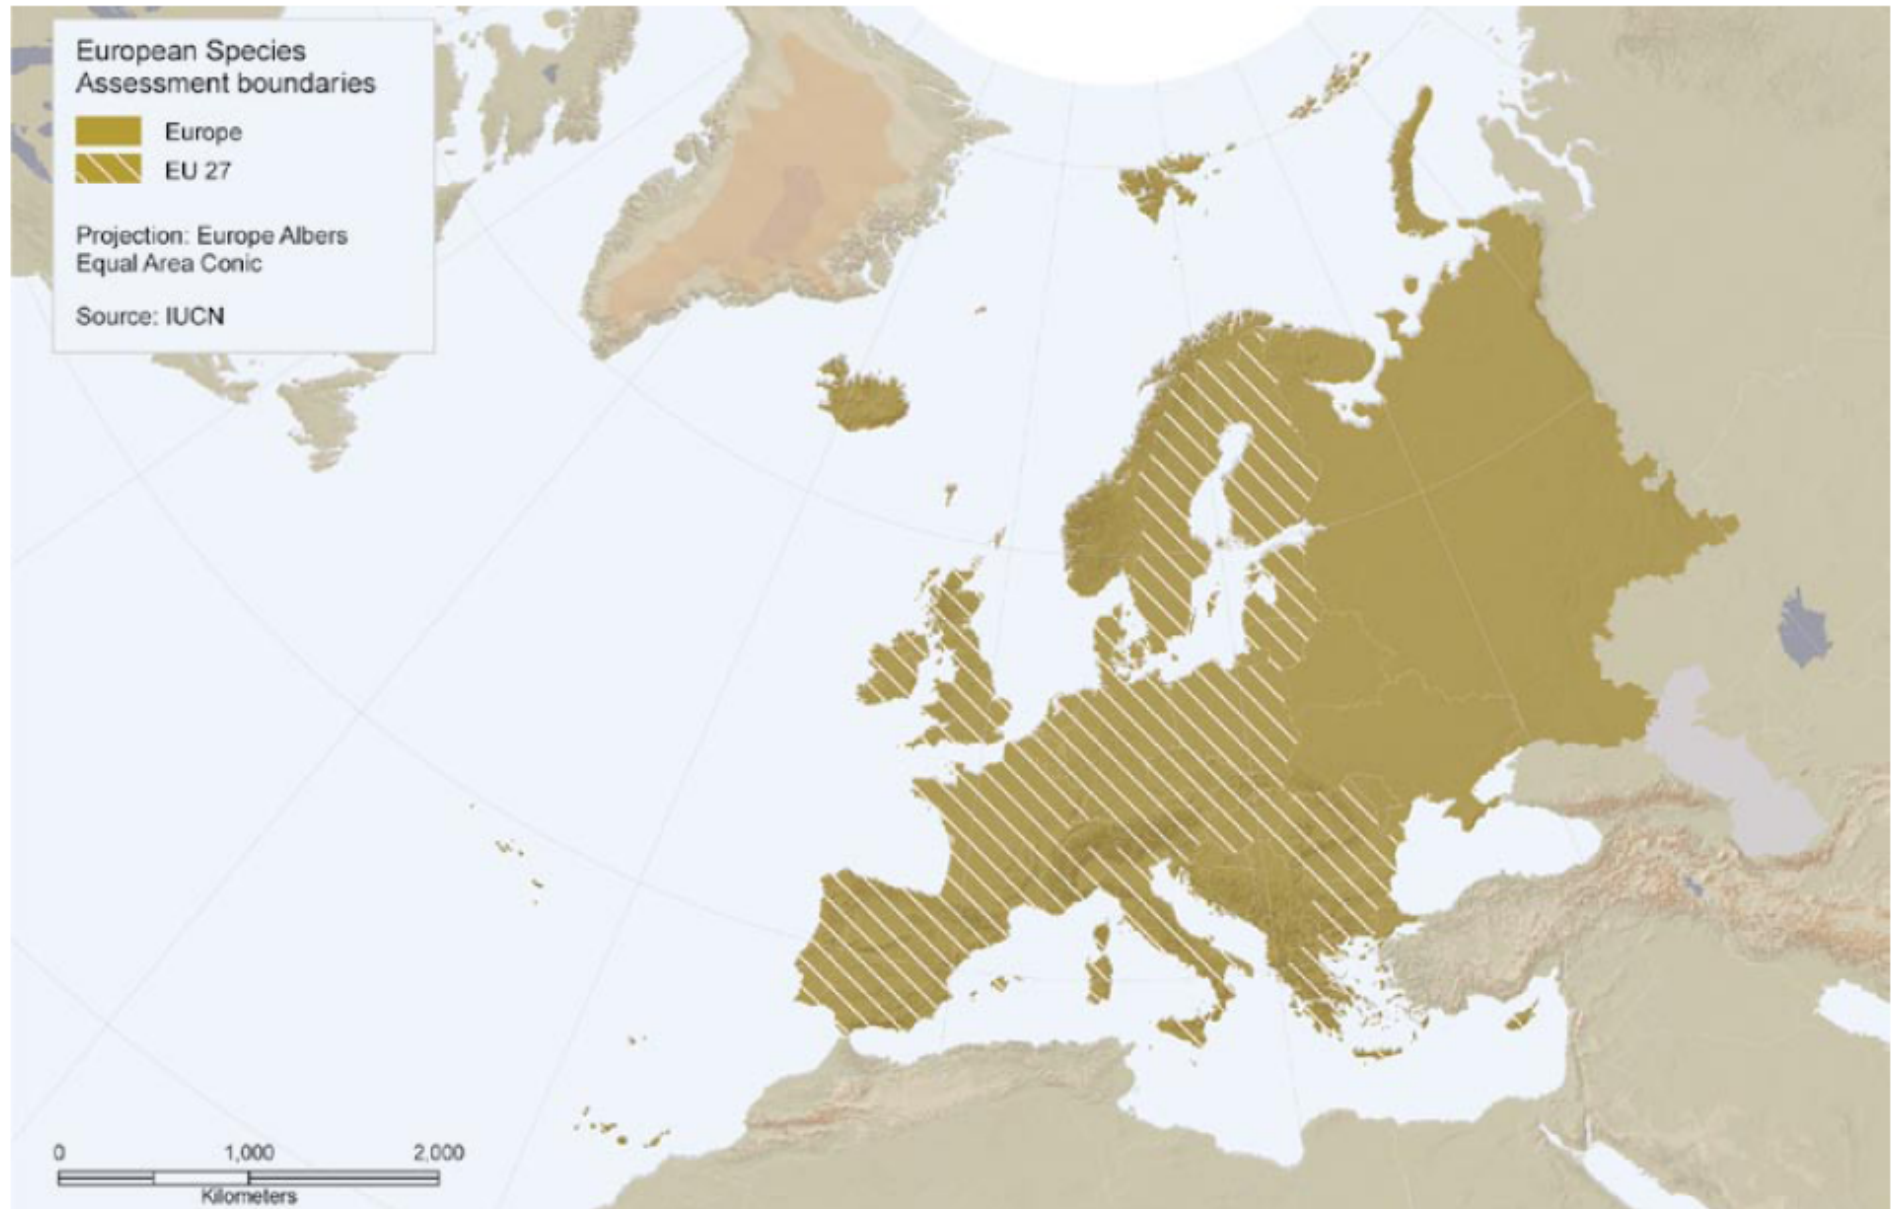 European Species
Assessment boundaries
Europe
EU 27
Projection: Europe Albers
Equal Area Conic
Source: IUCN
0 1,000 2,000
Kilometers